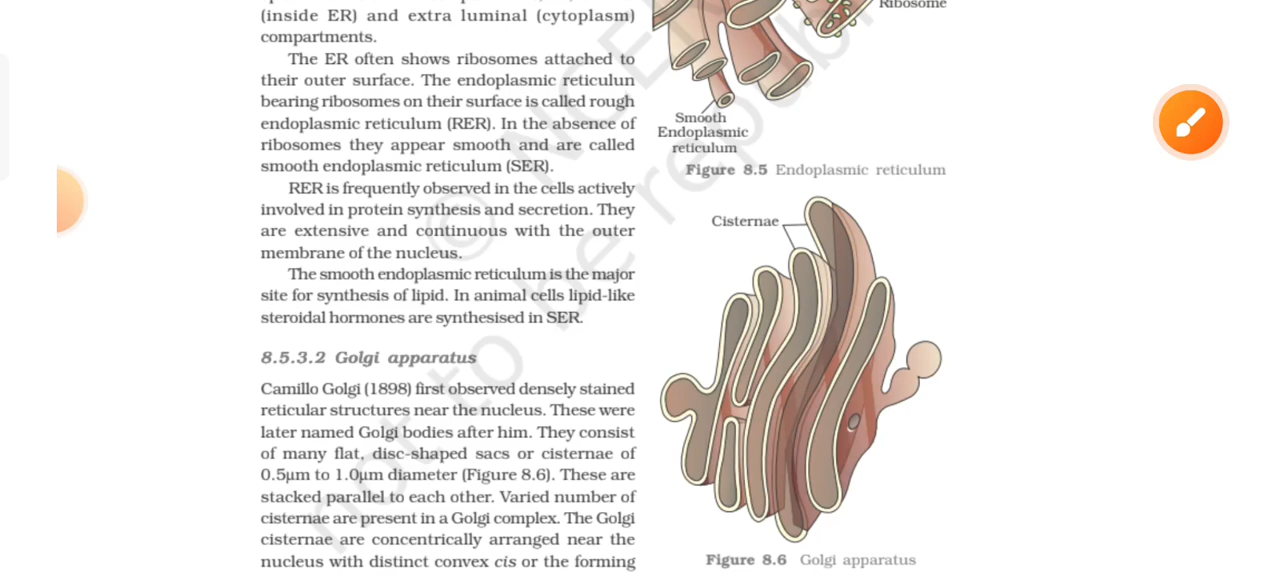 (inside ER) and extra luminal (cytoplasm)
compartments.
The ER often shows ribosomes attached to
their outer surface. The endoplasmic reticulun
bearing ribosomes on their surface is called rough
endoplasmic reticulum (RER). In the absence of
ribosomes they appear smooth and are called
smooth endoplasmic reticulum (SER).
RER is frequently observed in the cells actively
involved in protein synthesis and secretion. They
are extensive and continuous with the outer
membrane of the nucleus.
The smooth endoplasmic reticulum is the major
site for synthesis of lipid. In animal cells lipid-like
steroidal hormones are synthesised in SER.
8.5.3.2 Golgi apparatus
Camillo Golgi (1898) first observed densely stained
reticular structures near the nucleus. These were
later named Golgi bodies after him. They consist
of many flat, disc-shaped sacs or cisternae of
0.5µm to 1.0µm diameter (Figure 8.6). These are
stacked parallel to each other. Varied number of
cisternae are present in a Golgi complex. The Golgi
cisternae are concentrically arranged near the
nucleus with distinct convex cis or the forming
Ribosome
Smooth
Endoplasmic
reticulum
Figure 8.5 Endoplasmic reticulum
Cisternae
Figure 8.6 Golgi apparatus
not to be republ